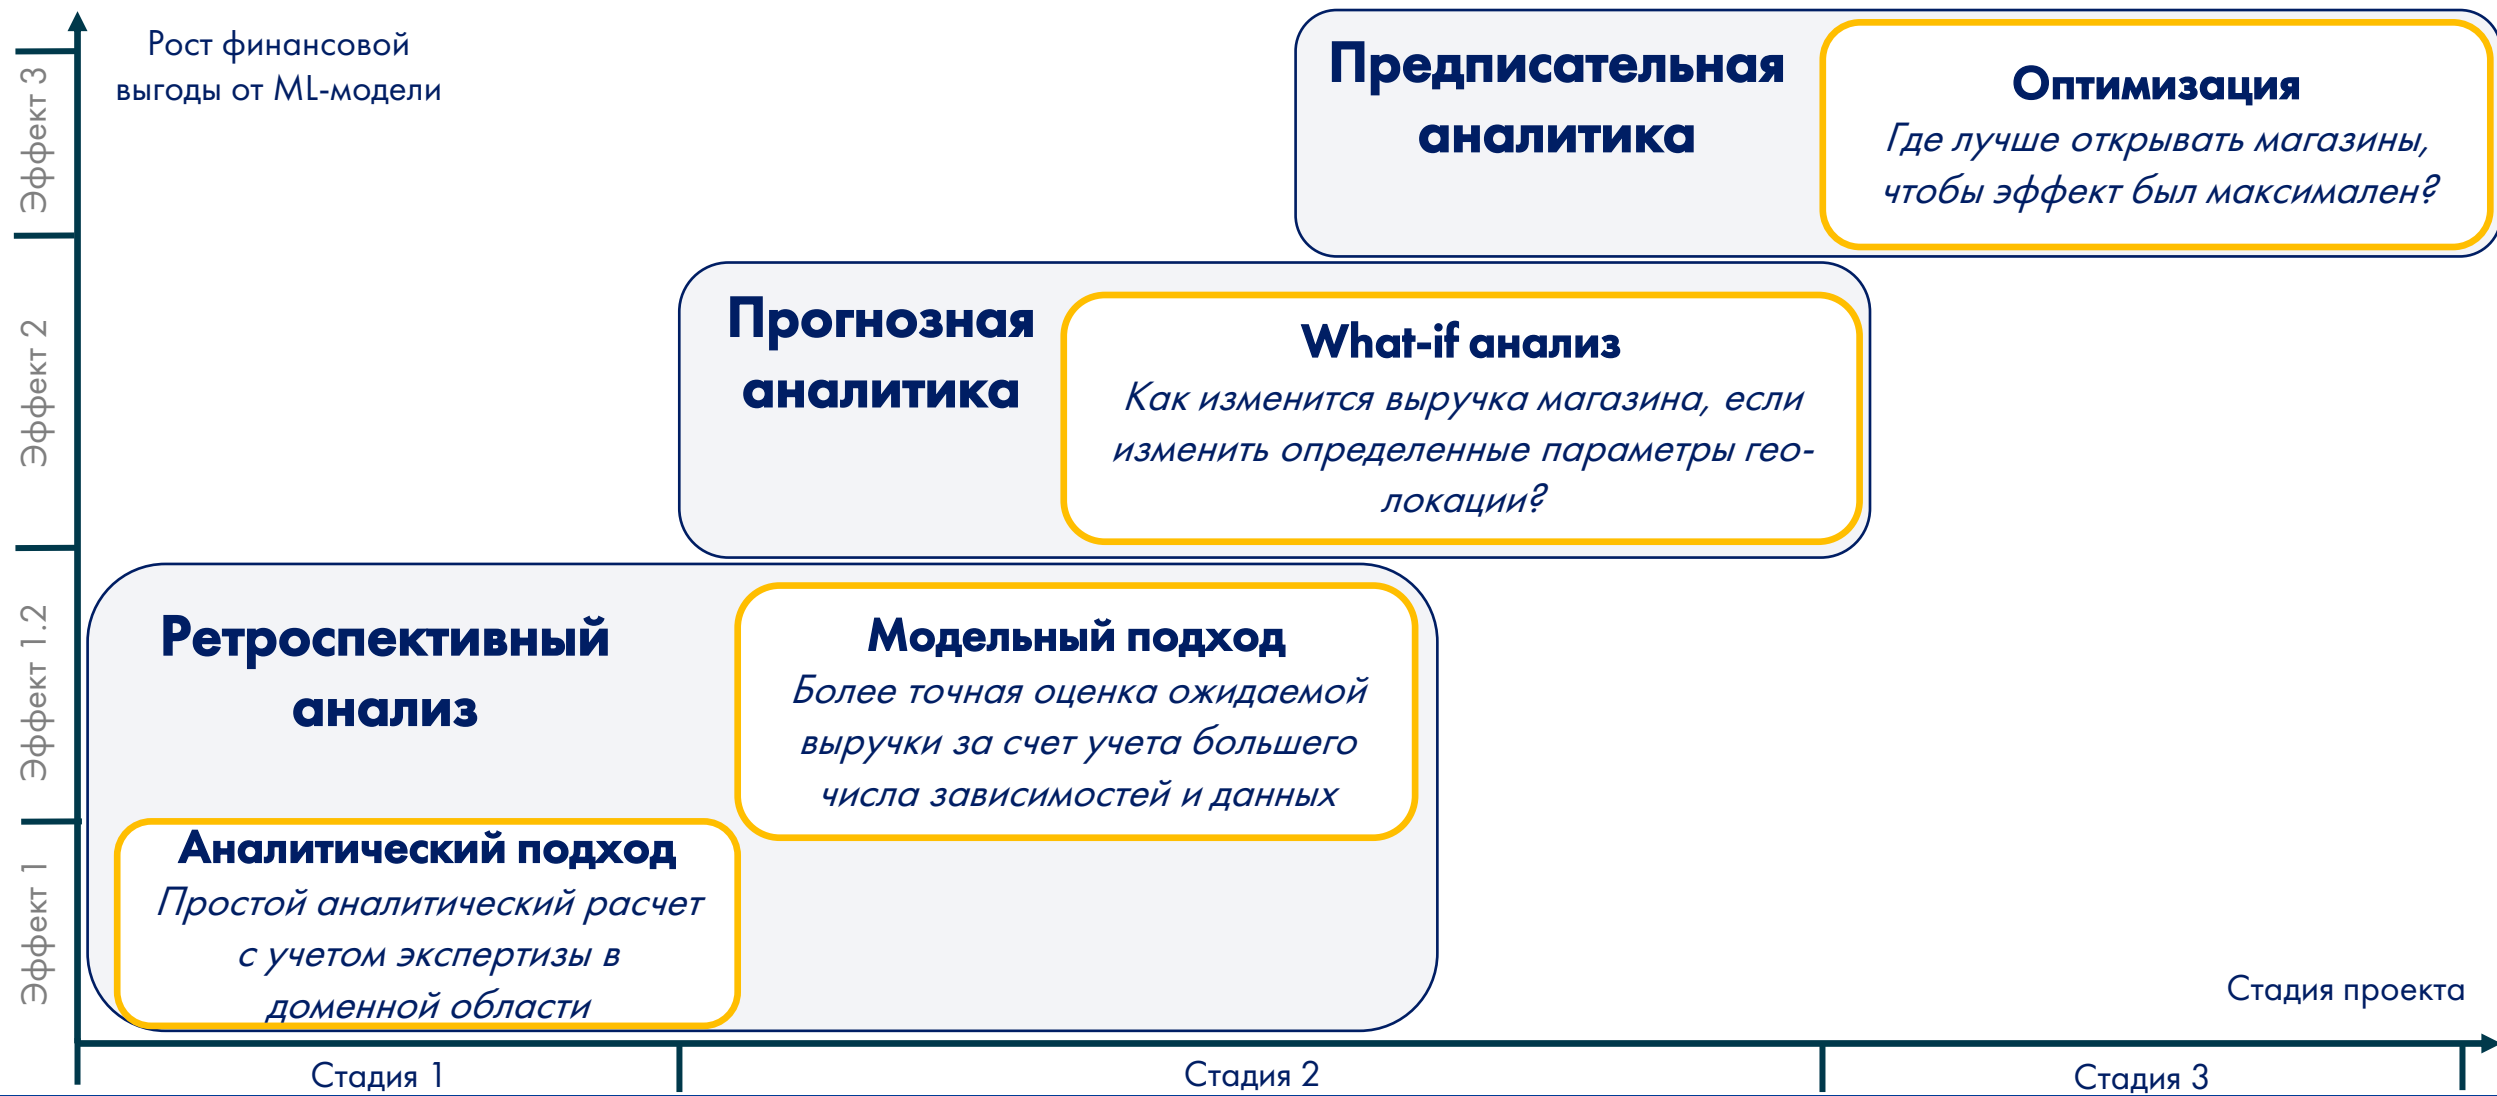 Рост финансовой
выгоды от ML-модели
Эффект 3
Предписательная
аналитика
Оптимизация
Где лучше открывать магазины,
чтобы эффект был максимален?
Эффект 2
Прогнозная
аналитика
What-if анализ
Как изменится выручка магазина, если
изменить определенные параметры гео-
локации?
Эффект 1.2
Ретроспективный
анализ
Модельный подход
Более точная оценка ожидаемой
выручки за счет учета большего
числа зависимостей и данных
Эффект 1
Аналитический подход
Простой аналитический расчет
с учетом экспертизы в
доменной области
Стадия проекта
Стадия 1
Стадия 2
Стадия 3